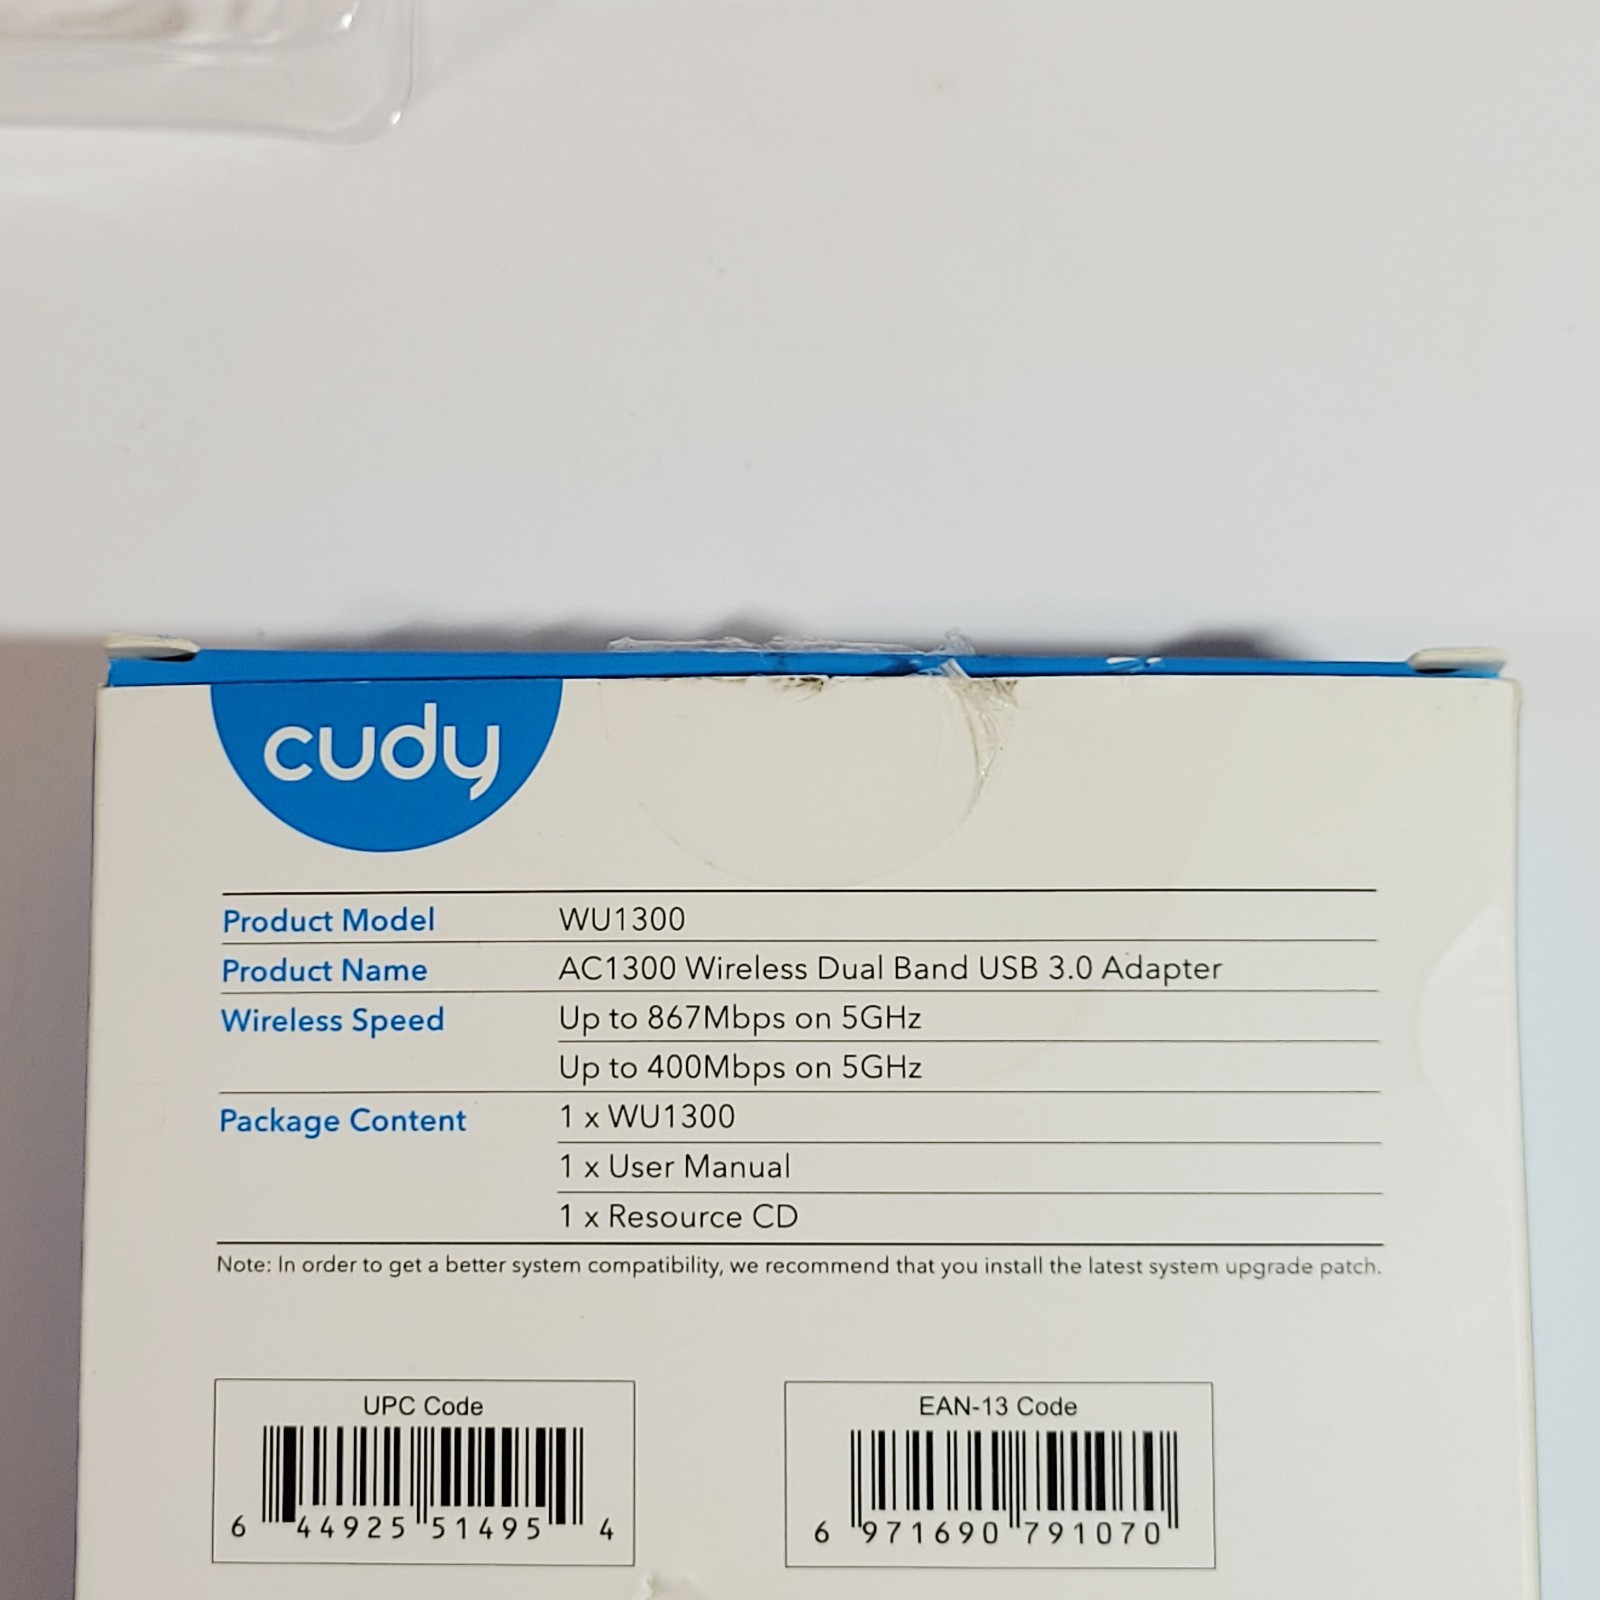 cudy
Product Model WU1300
Product Name AC1300 Wireless Dual Band USB 3.0 Adapter
Wireless Speed Up to 867Mbps on 5GHz
Up to 400Mbps on 5GHz
Package Content 1 x WU1300
1 x User Manual
1 x Resource CD
Note: In order to get a better system compatibility, we recommend that you install the latest system upgrade patch.
UPC Code
6 44925 51495 4
EAN-13 Code
6 971690 791070